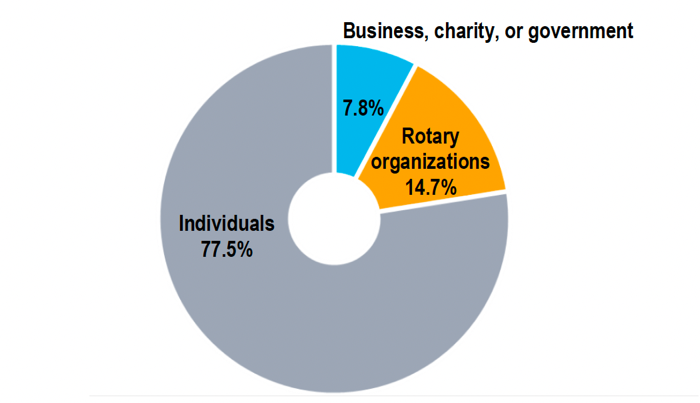 Business, charity, or government
7.8%
Rotary
organizations
14.7%
Individuals
77.5%